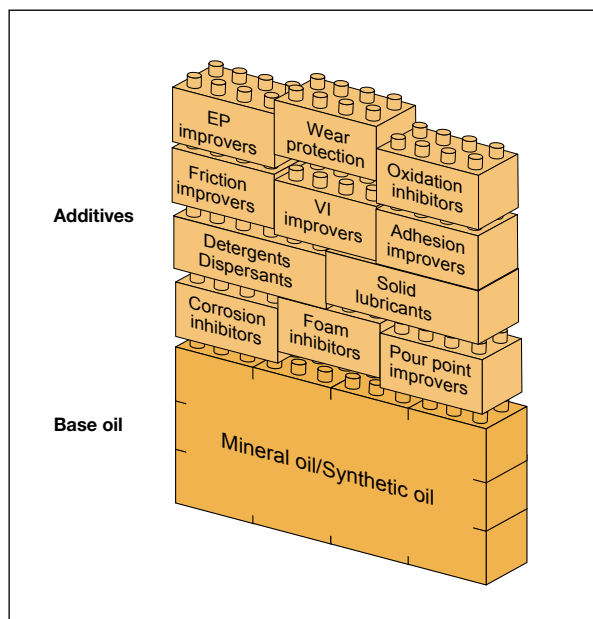 EP
improvers
Wear
protection
Oxidation
inhibitors
Friction
improvers
VI
improvers
Adhesion
improvers
Additives
Detergents
Dispersants
Solid
lubricants
Corrosion
inhibitors
Foam
inhibitors
Pour point
improvers
Base oil
Mineral oil/Synthetic oil